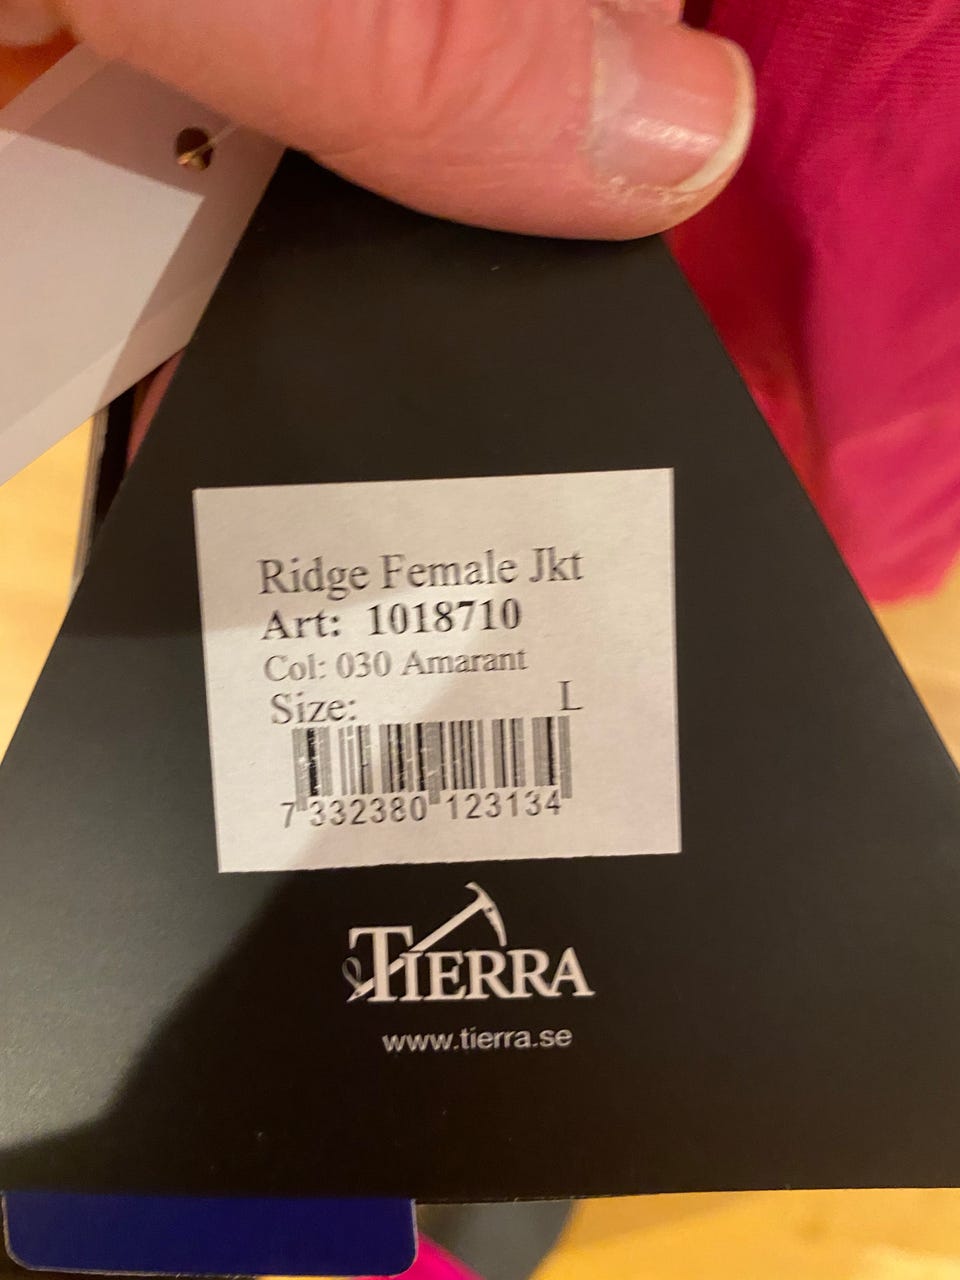 Ridge Female Jkt
Art: 1018710
Col: 030 Amarant
Size: L
7 332380 123134
TIERRA
www.tierra.se